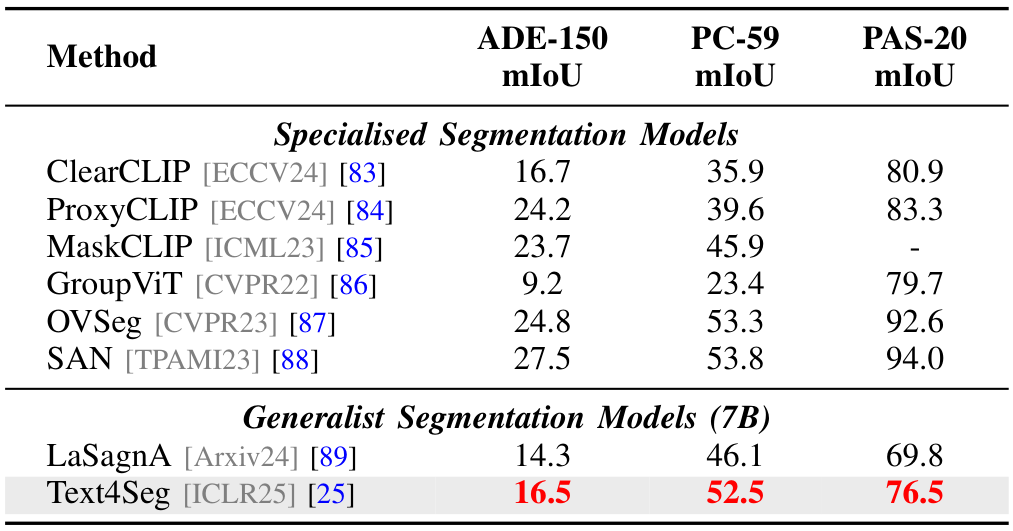 Method ADE-150 mIoU PC-59 mIoU PAS-20 mIoU
Specialised Segmentation Models
ClearCLIP [ECCV24] [83] 16.7 35.9 80.9
ProxyCLIP [ECCV24] [84] 24.2 39.6 83.3
MaskCLIP [ICML23] [85] 23.7 45.9 -
GroupViT [CVPR22] [86] 9.2 23.4 79.7
OVSeg [CVPR23] [87] 24.8 53.3 92.6
SAN [TPAMI23] [88] 27.5 53.8 94.0
Generalist Segmentation Models (7B)
LaSagnA [Arxiv24] [89] 14.3 46.1 69.8
Text4Seg [ICLR25] [25] 16.5 52.5 76.5